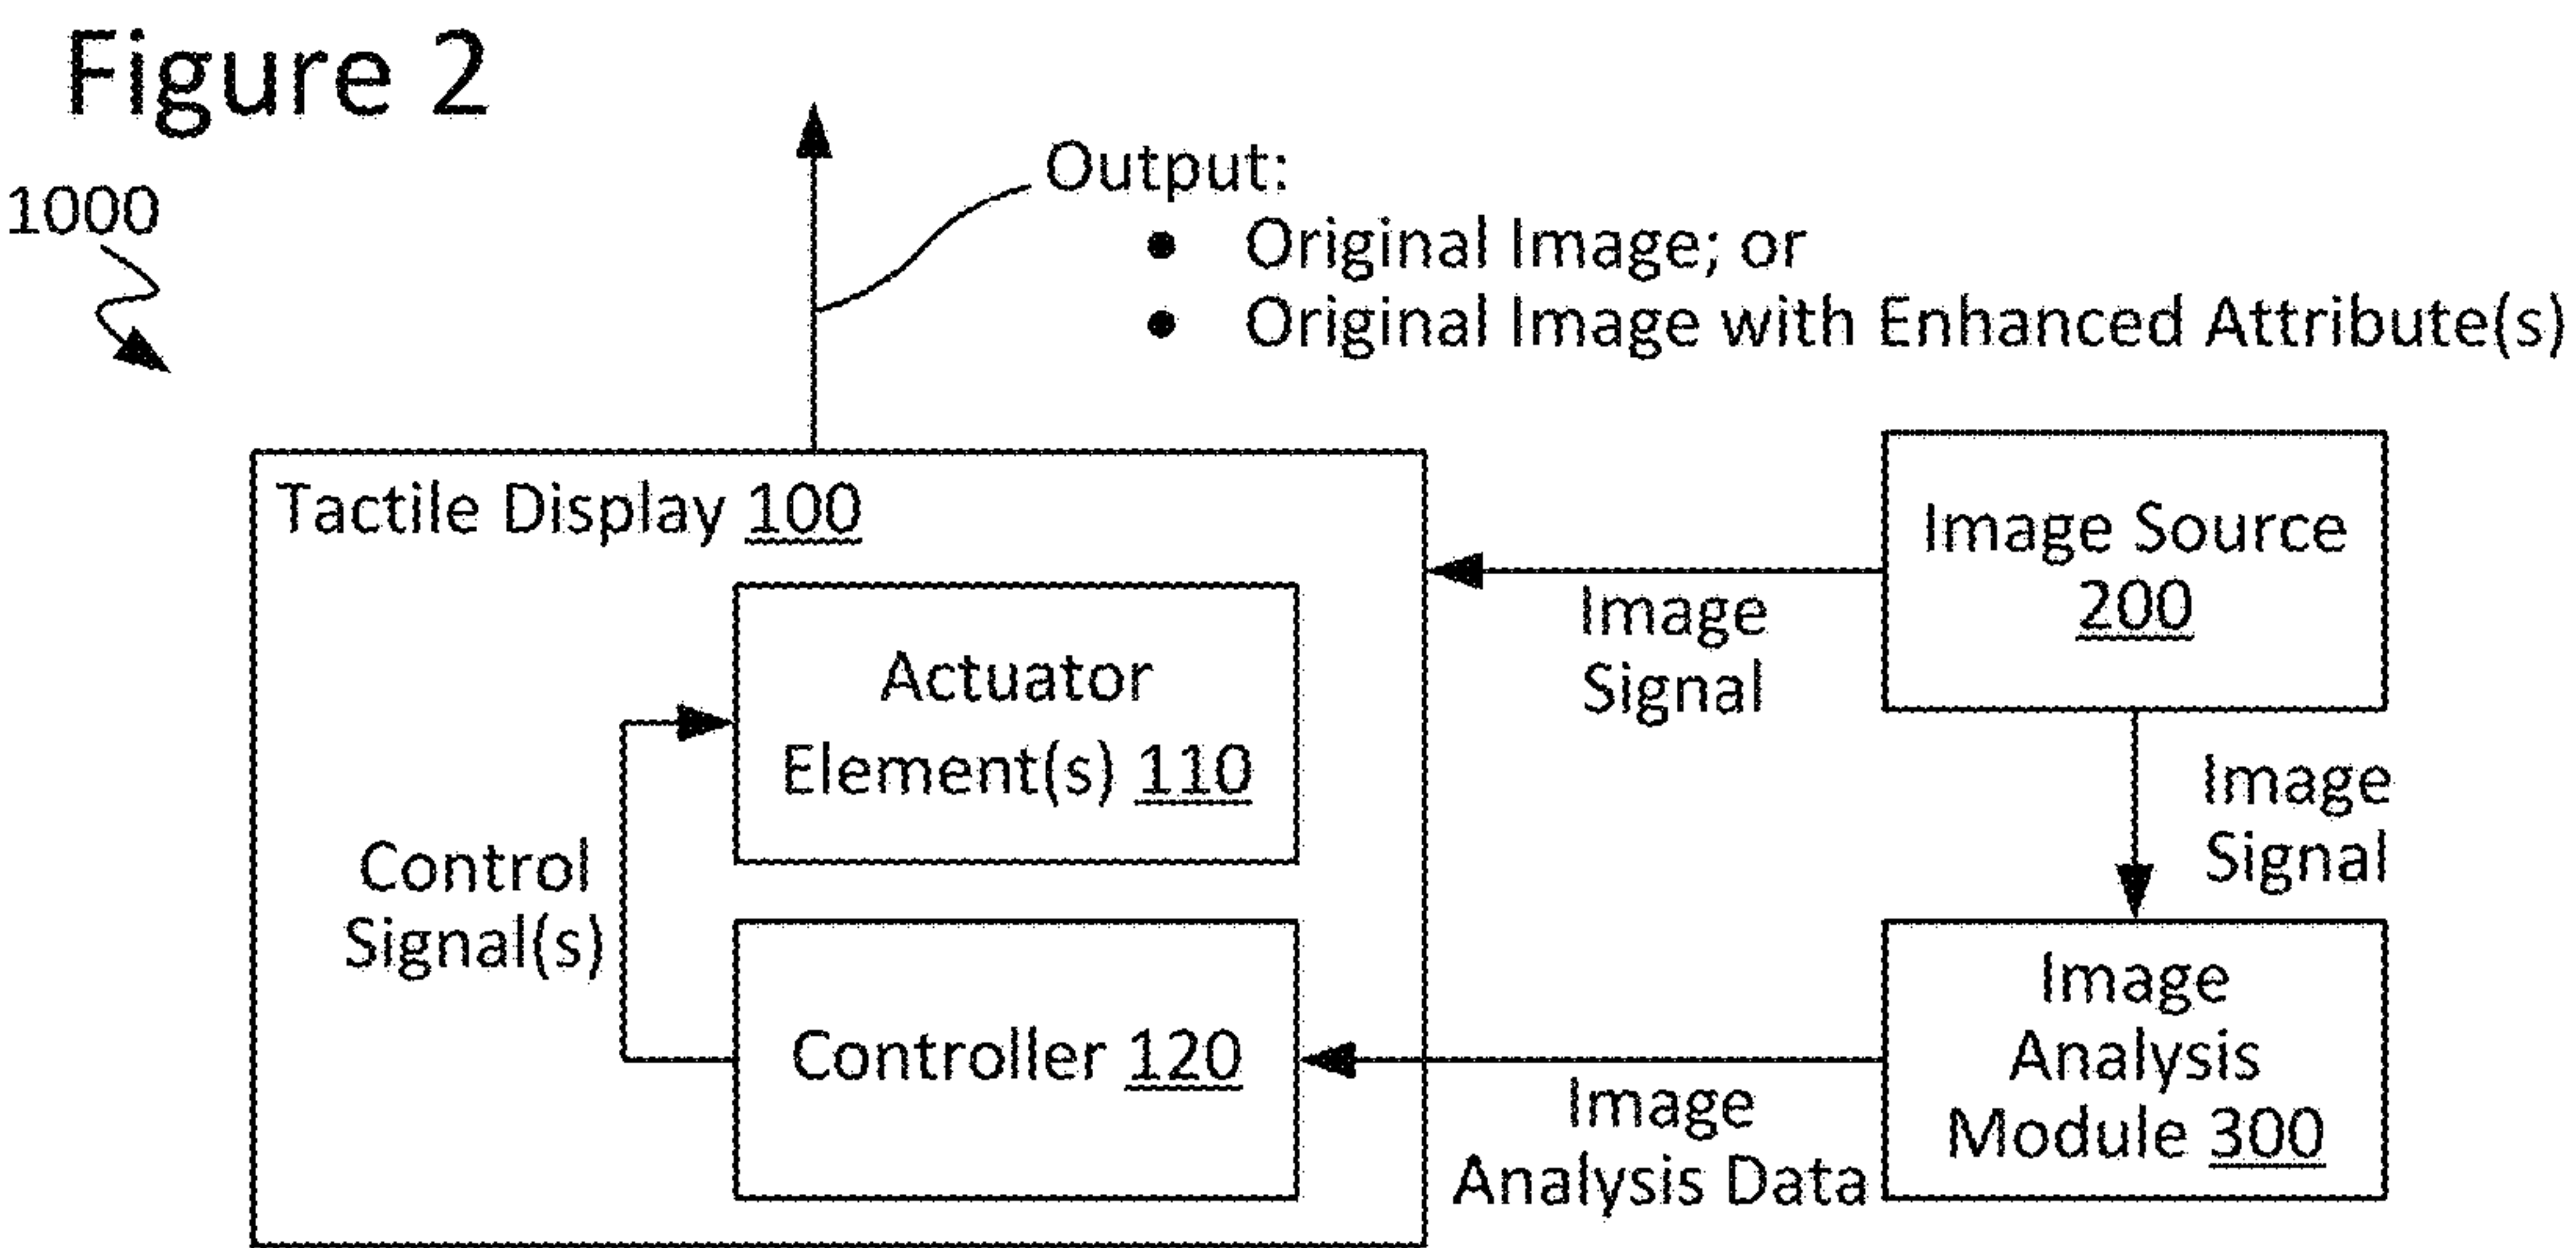 Figure 2
1000
Output:
• Original Image; or
• Original Image with Enhanced Attribute(s)
Tactile Display 100
Image Source
200
Image
Signal
Actuator
Element(s) 110
Image
Signal
Control
Signal(s)
Controller 120
Image
Analysis Data
Image
Analysis
Module 300